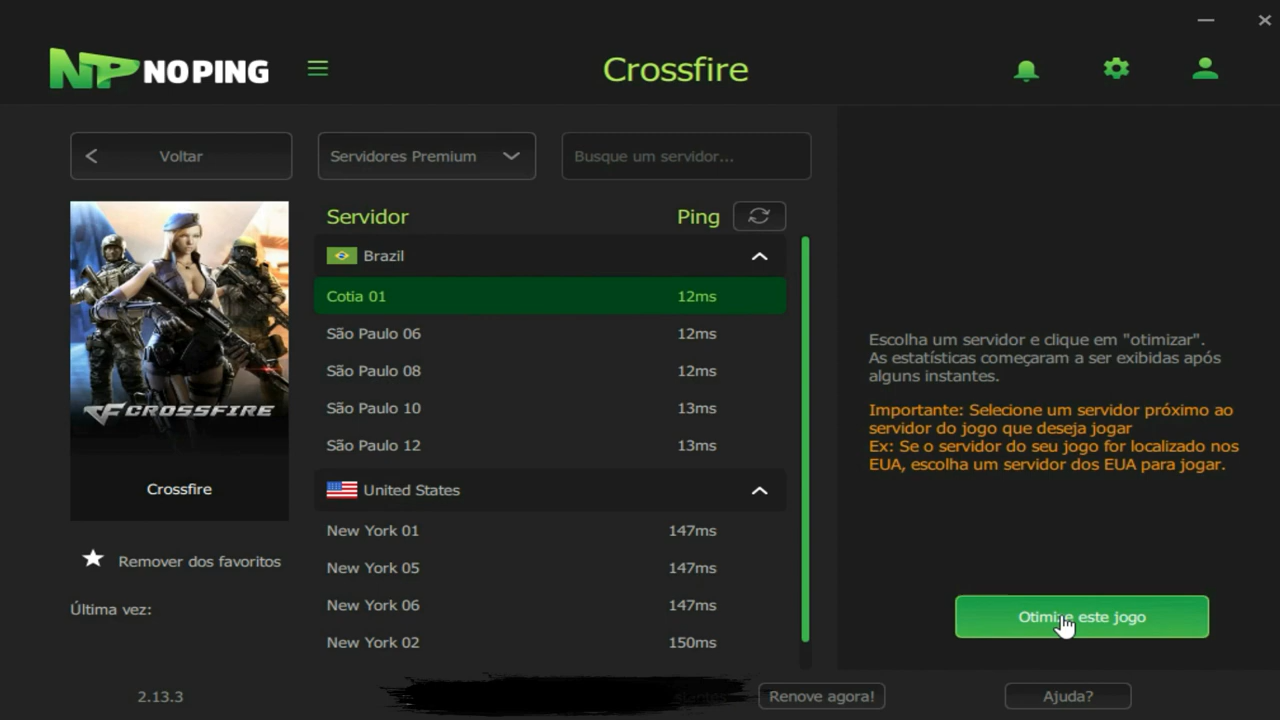 NP NOPING
Crossfire
Voltar
Servidores Premium
Busque um servidor...
Servidor Ping
Brazil
Cotia 01 12ms
São Paulo 06 12ms
São Paulo 08 12ms
São Paulo 10 13ms
São Paulo 12 13ms
United States
New York 01 147ms
New York 05 147ms
New York 06 147ms
New York 02 150ms
CF CROSSFIRE
Crossfire
Remover dos favoritos
Última vez:
Escolha um servidor e clique em "otimizar".
As estatísticas começaram a ser exibidas após
alguns instantes.
Importante: Selecione um servidor próximo ao
servidor do jogo que deseja jogar
Ex: Se o servidor do seu jogo for localizado nos
EUA, escolha um servidor dos EUA para jogar.
Otimize este jogo
2.13.3
Renove agora!
Ajuda?